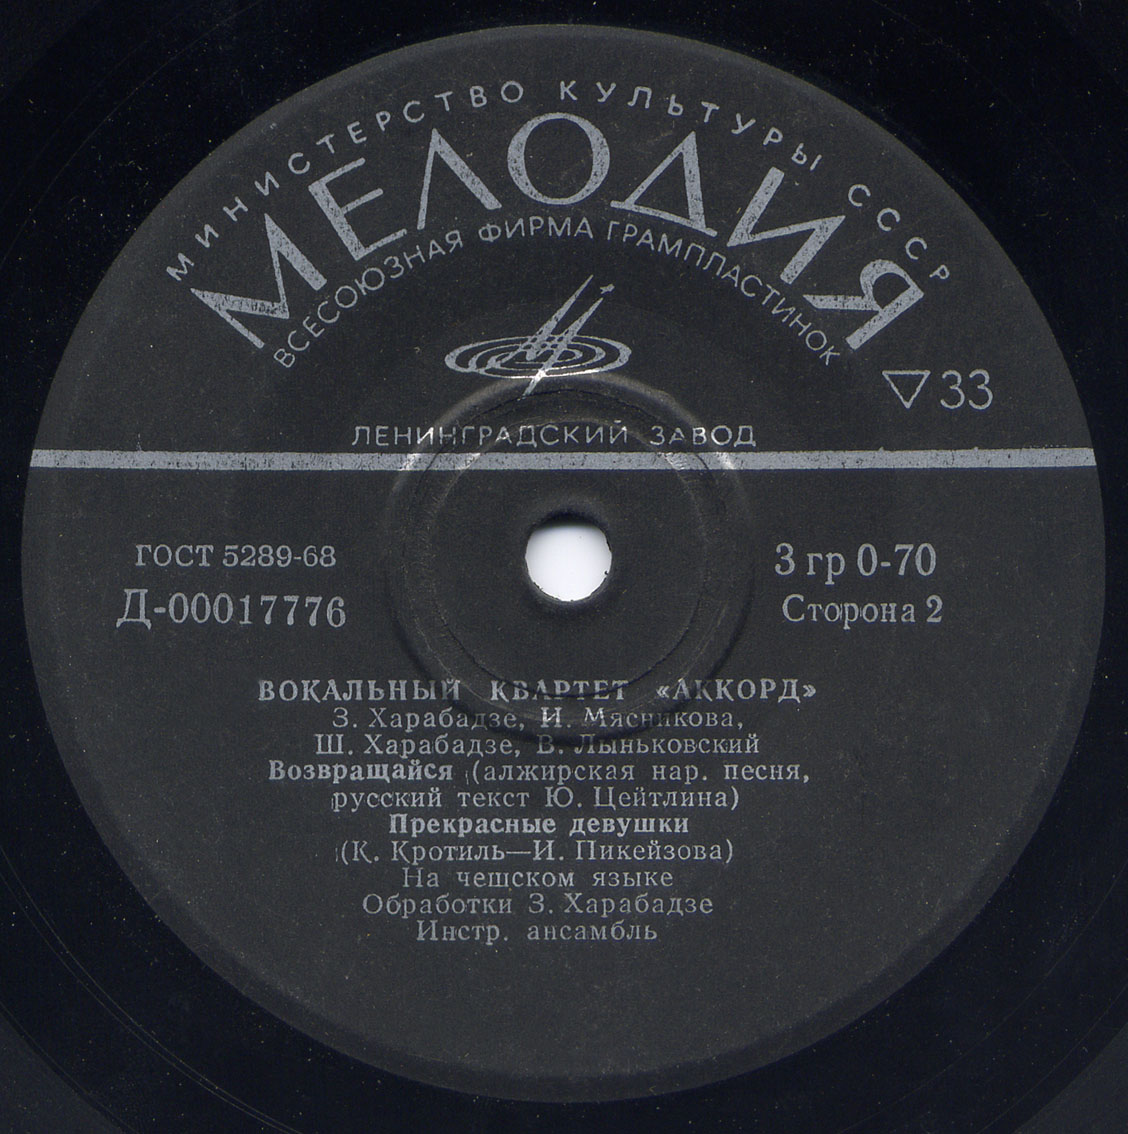 МИНИСТЕРСТВО КУЛЬТУРЫ СССР
МЕЛОДИЯ
ВСЕСОЮЗНАЯ ФИРМА ГРАМПЛАСТИНОК
33
ЛЕНИНГРАДСКИЙ ЗАВОД
ГОСТ 5289-68
Д-00017776
3 гр 0-70
Сторона 2
ВОКАЛЬНЫЙ КВАРТЕТ «АККОРД»
З. Харабадзе, И. Мясникова,
Ш. Харабадзе, В. Лыньковский
Возвращайся (алжирская нар. песня,
русский текст Ю. Цейтлина)
Прекрасные девушки
(К. Кротиль—И. Пикейзова)
На чешском языке
Обработки З. Харабадзе
Инстр. ансамбль